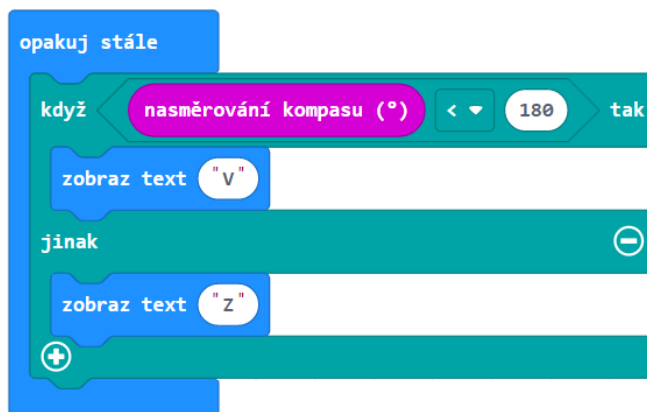 opakuj stále
když nasměrování kompasu (°) < 180 tak
zobraz text "V"
jinak
zobraz text "Z"